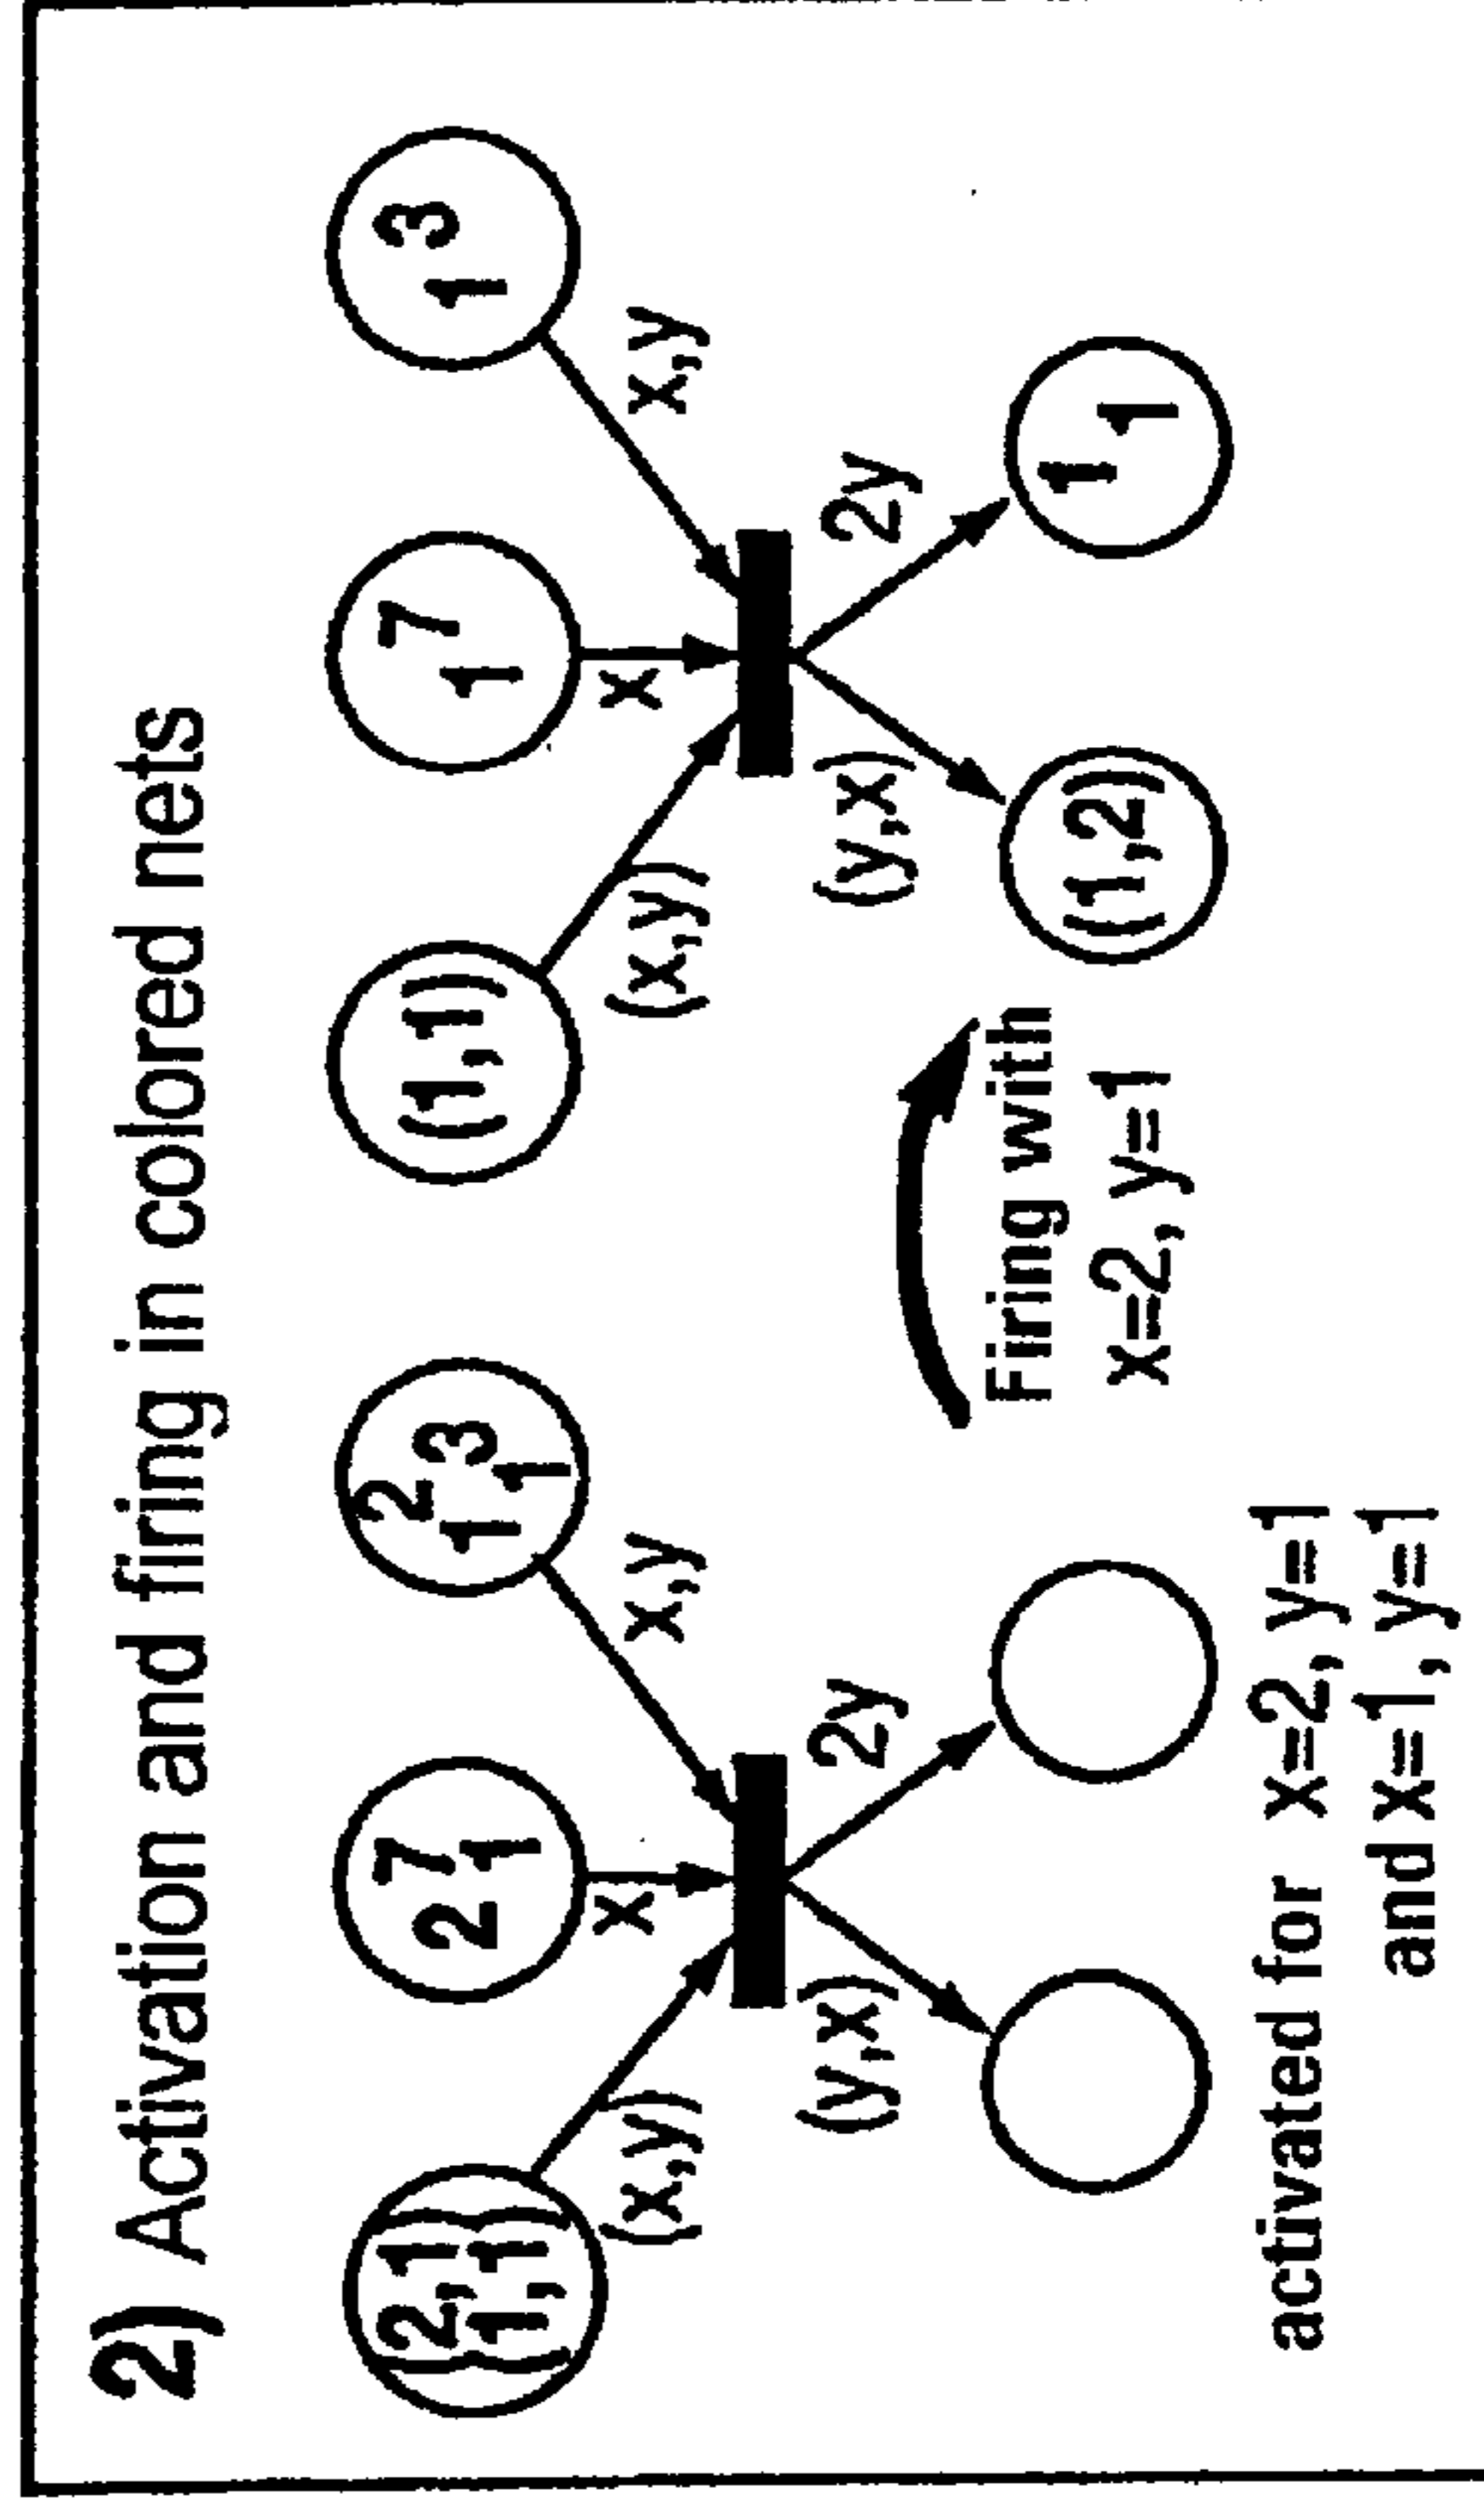 2) Activation and firing in colored nets
(2,1)
(1,1)
7
2 1
2
3
1
1
(x,y)
x
x,y
(y,x)
2y
activated for x=2, y=1
and x=1, y=1
Firing with
x=2, y=1
(1,1)
7
1
3
1
(x,y)
x
x,y
(y,x)
2y
(1,2)
1
1